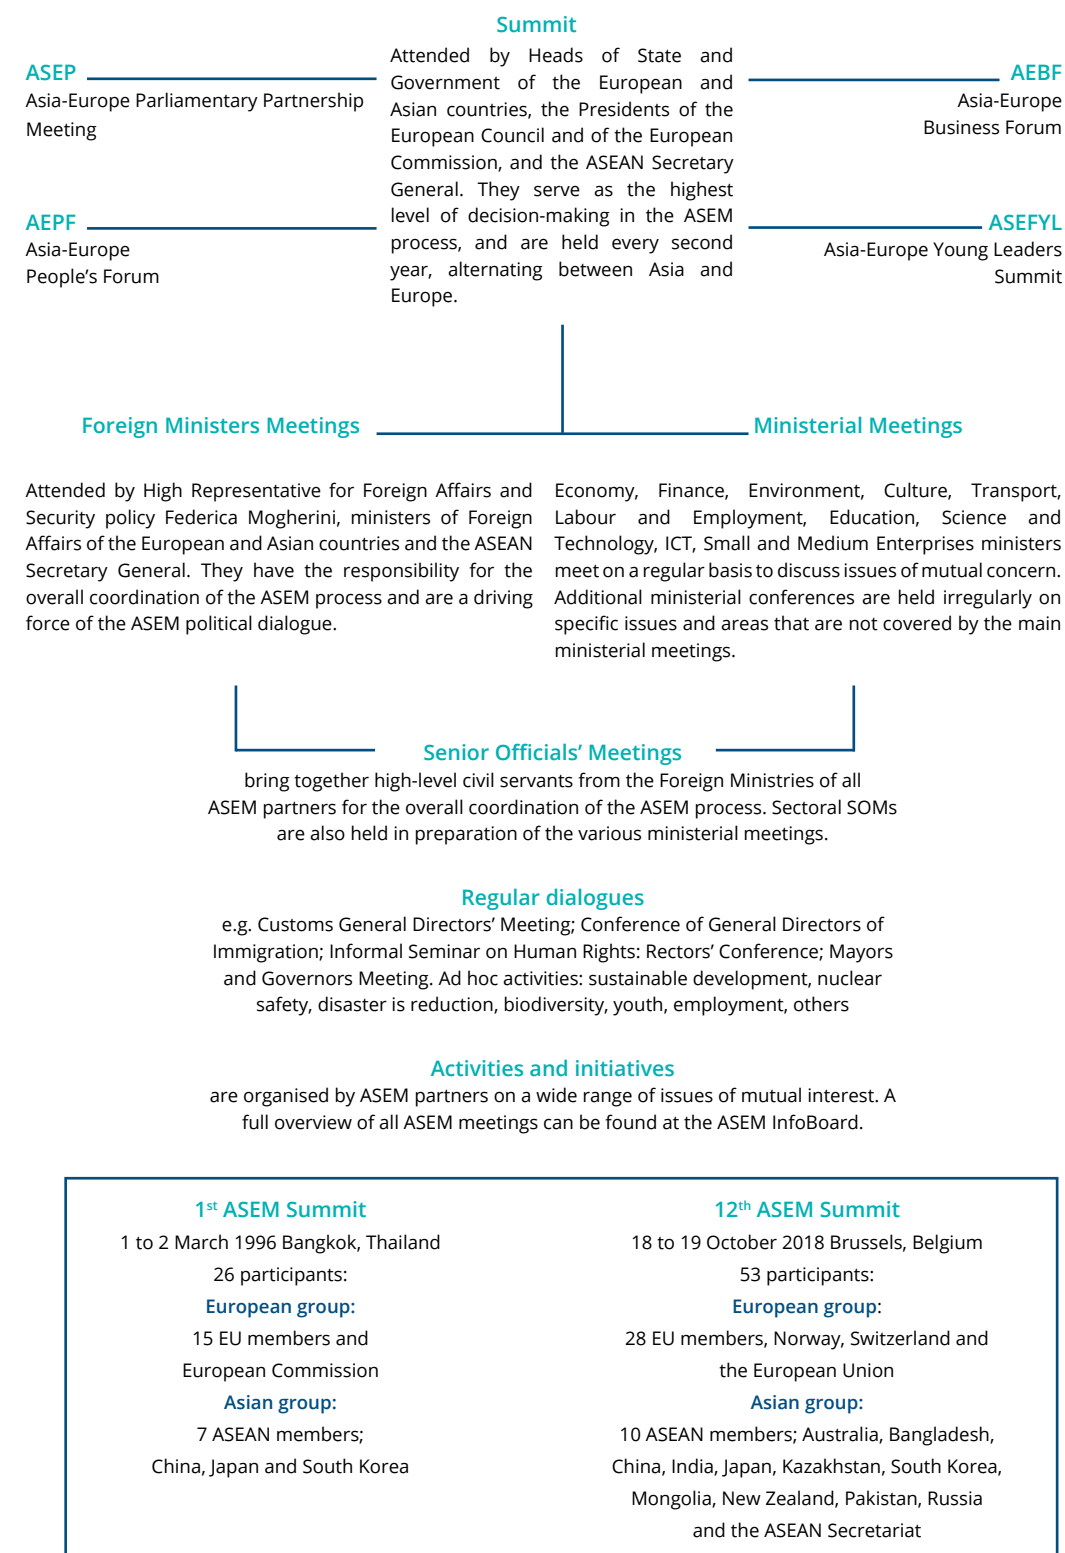 Summit
Attended by Heads of State and
Government of the European and
Asian countries, the Presidents of the
European Council and of the European
Commission, and the ASEAN Secretary
General. They serve as the highest
level of decision-making in the ASEM
process, and are held every second
year, alternating between Asia and
Europe.
ASEP
Asia-Europe Parliamentary Partnership
Meeting
AEPF
Asia-Europe
People’s Forum
AEBF
Asia-Europe
Business Forum
ASEFYL
Asia-Europe Young Leaders
Summit
Foreign Ministers Meetings
Attended by High Representative for Foreign Affairs and
Security policy Federica Mogherini, ministers of Foreign
Affairs of the European and Asian countries and the ASEAN
Secretary General. They have the responsibility for the
overall coordination of the ASEM process and are a driving
force of the ASEM political dialogue.
Ministerial Meetings
Economy, Finance, Environment, Culture, Transport,
Labour and Employment, Education, Science and
Technology, ICT, Small and Medium Enterprises ministers
meet on a regular basis to discuss issues of mutual concern.
Additional ministerial conferences are held irregularly on
specific issues and areas that are not covered by the main
ministerial meetings.
Senior Officials’ Meetings
bring together high-level civil servants from the Foreign Ministries of all
ASEM partners for the overall coordination of the ASEM process. Sectoral SOMs
are also held in preparation of the various ministerial meetings.
Regular dialogues
e.g. Customs General Directors’ Meeting; Conference of General Directors of
Immigration; Informal Seminar on Human Rights: Rectors’ Conference; Mayors
and Governors Meeting. Ad hoc activities: sustainable development, nuclear
safety, disaster is reduction, biodiversity, youth, employment, others
Activities and initiatives
are organised by ASEM partners on a wide range of issues of mutual interest. A
full overview of all ASEM meetings can be found at the ASEM InfoBoard.
1st ASEM Summit
1 to 2 March 1996 Bangkok, Thailand
26 participants:
European group:
15 EU members and
European Commission
Asian group:
7 ASEAN members;
China, Japan and South Korea
12th ASEM Summit
18 to 19 October 2018 Brussels, Belgium
53 participants:
European group:
28 EU members, Norway, Switzerland and
the European Union
Asian group:
10 ASEAN members; Australia, Bangladesh,
China, India, Japan, Kazakhstan, South Korea,
Mongolia, New Zealand, Pakistan, Russia
and the ASEAN Secretariat